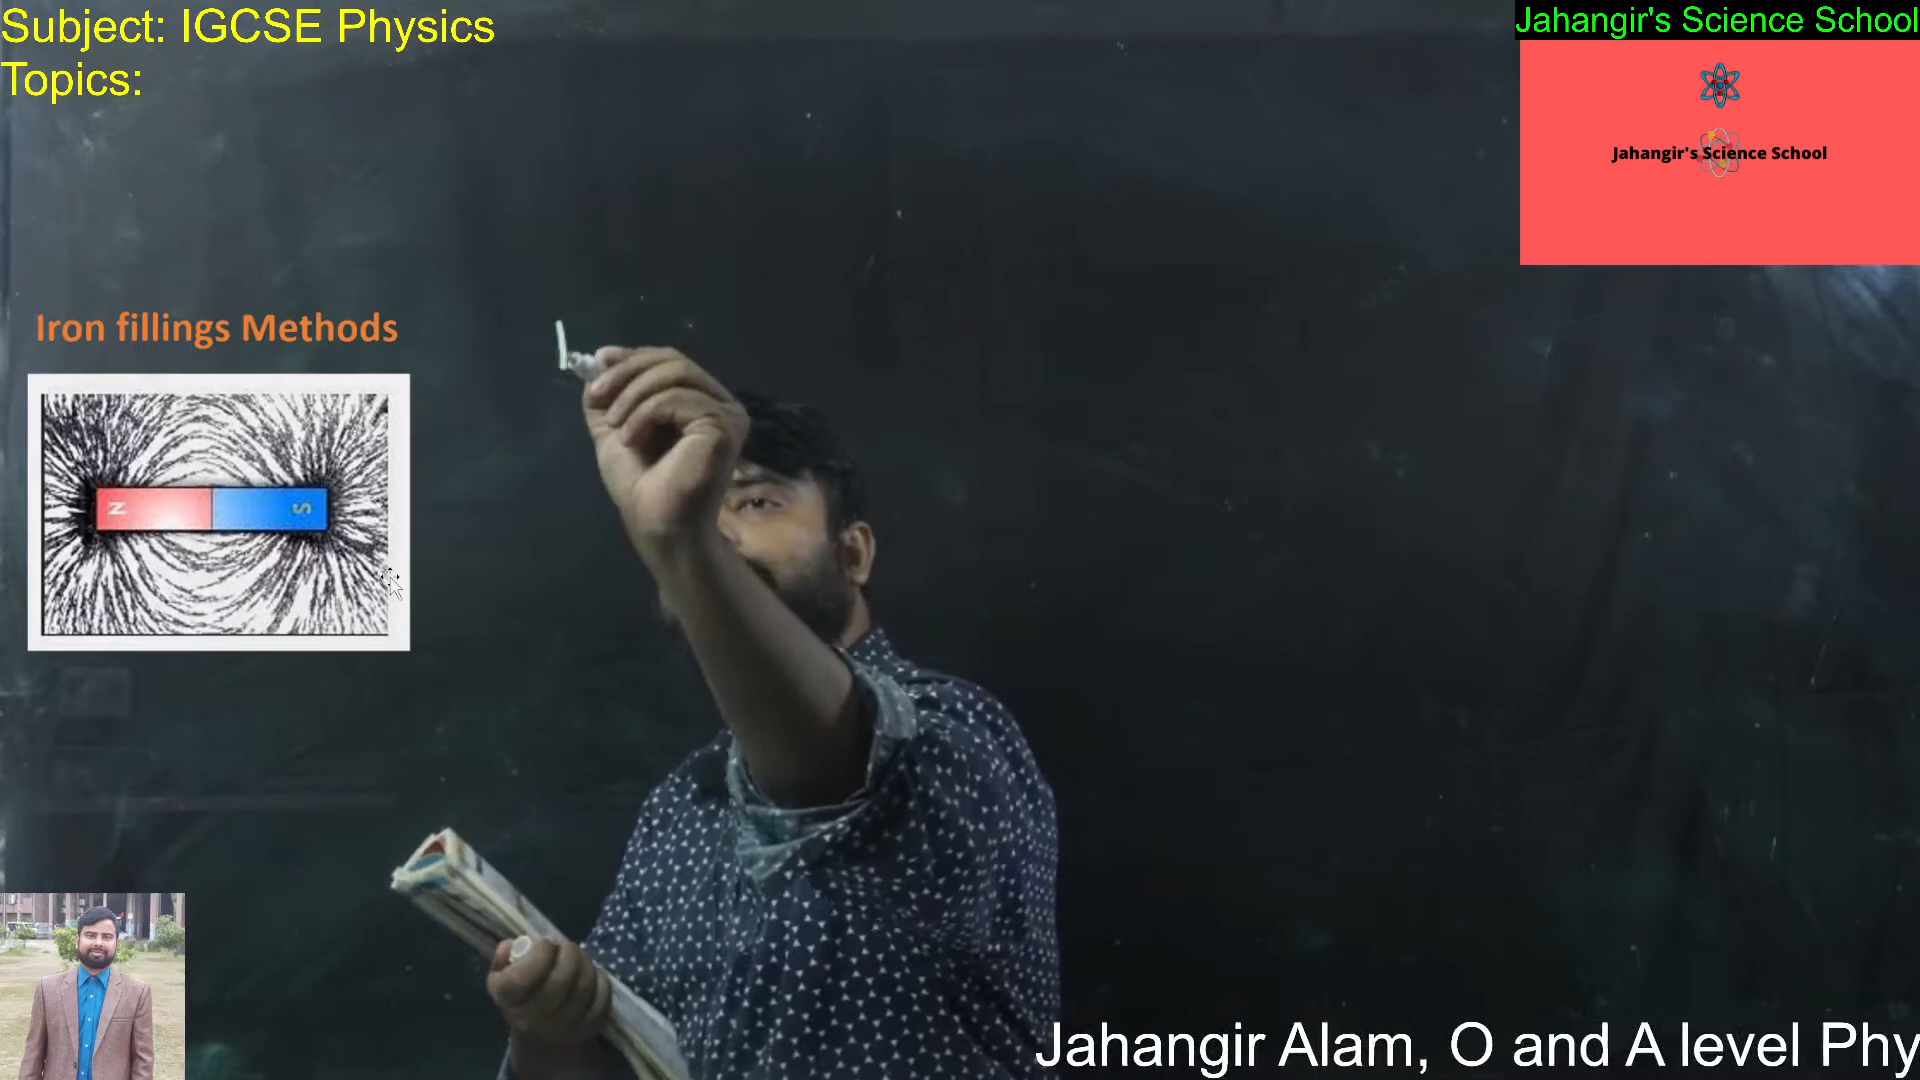 Subject: IGCSE Physics
Topics:
Jahangir's Science School
Jahangir's Science School
Iron fillings Methods
N S
Jahangir Alam, O and A level Phy